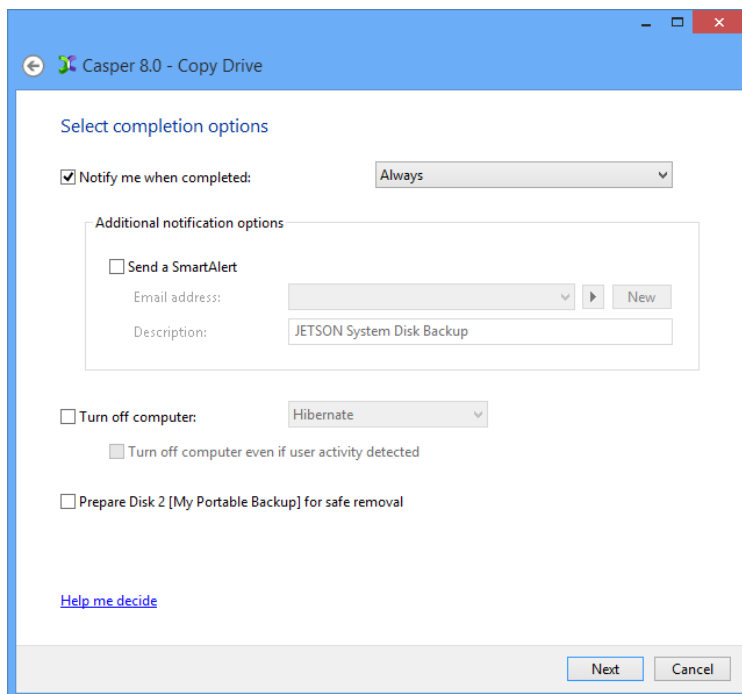 Casper 8.0 - Copy Drive
Select completion options
Notify me when completed: Always
Additional notification options
Send a SmartAlert
Email address: New
Description: JETSON System Disk Backup
Turn off computer: Hibernate
Turn off computer even if user activity detected
Prepare Disk 2 [My Portable Backup] for safe removal
Help me decide
Next Cancel